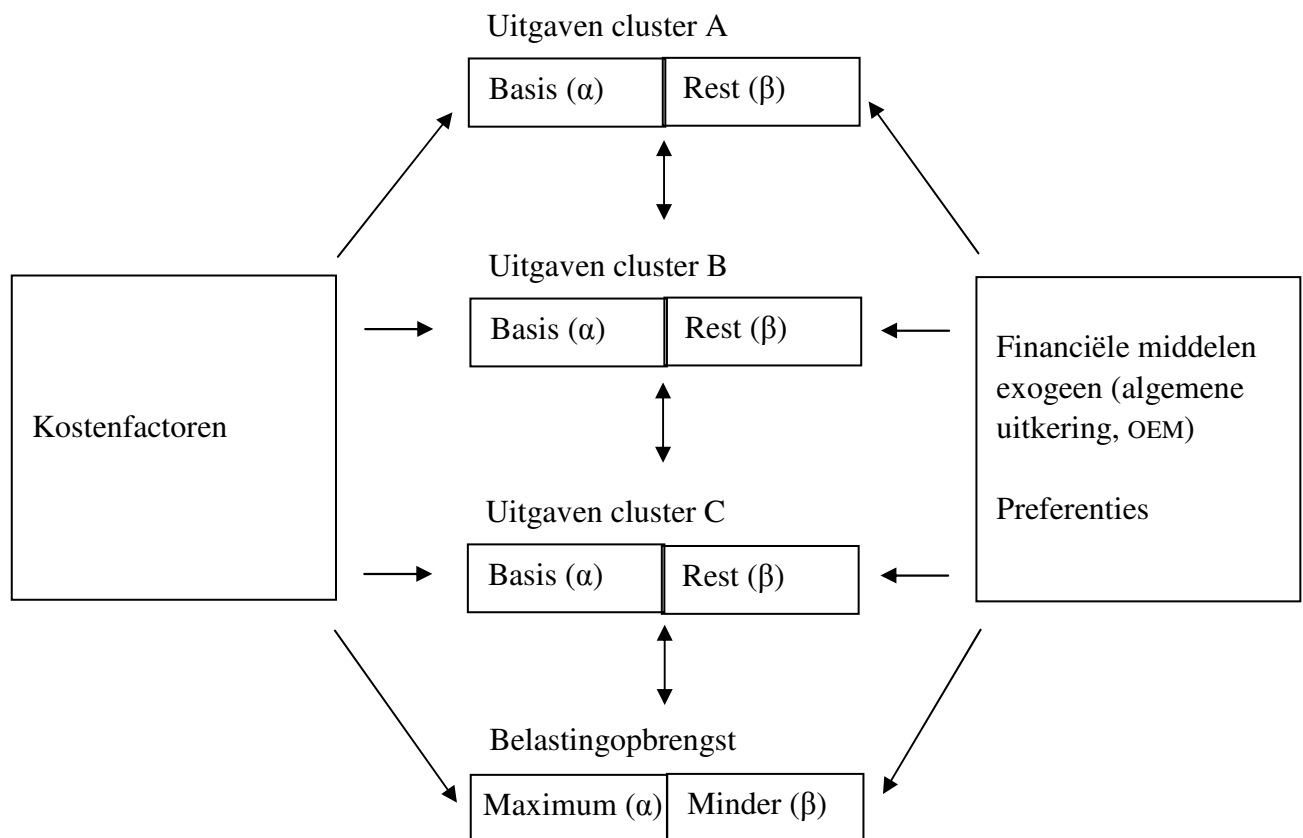 Uitgaven cluster A
Basis (α) Rest (β)
Uitgaven cluster B
Basis (α) Rest (β)
Kostenfactoren
Financiële middelen
exogeen (algemene
uitkering, OEM)
Preferenties
Uitgaven cluster C
Basis (α) Rest (β)
Belastingopbrengst
Maximum (α) Minder (β)